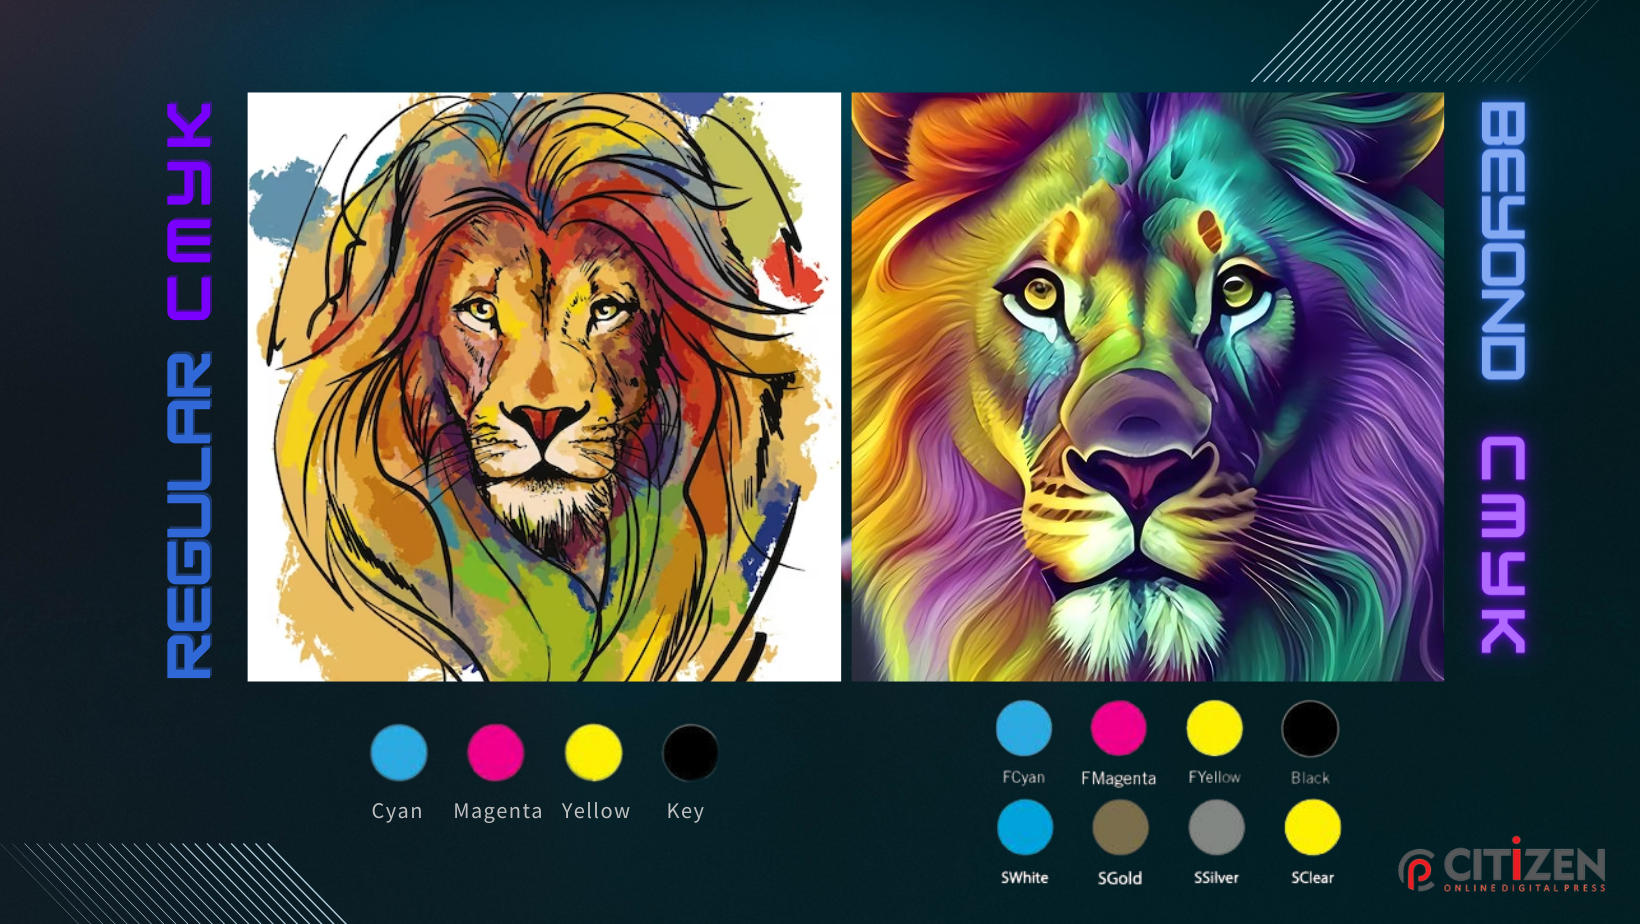 REGULAR CMYK
BEYOND CMYK
Cyan Magenta Yellow Key
FCyan FMagenta FYellow Black
SWhite SGold SSilver SClear
cp CITiZEN
ONLINE DIGITAL PRESS